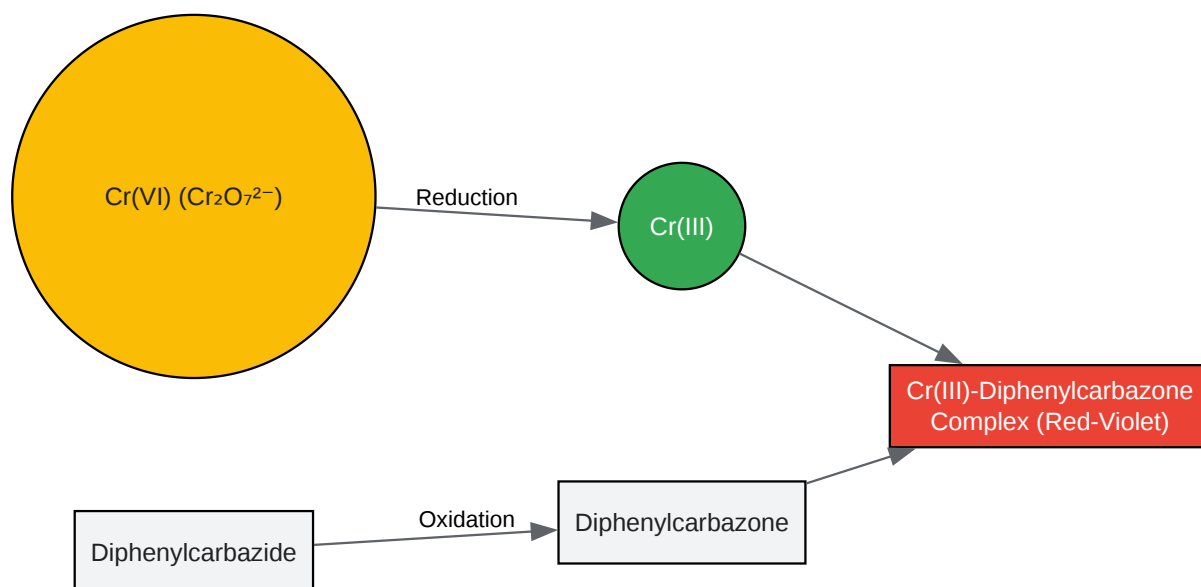 Cr(VI) (Cr₂O₇²⁻)
Reduction
Cr(III)
Cr(III)-Diphenylcarbazone
Complex (Red-Violet)
Diphenylcarbazide
Oxidation
Diphenylcarbazone